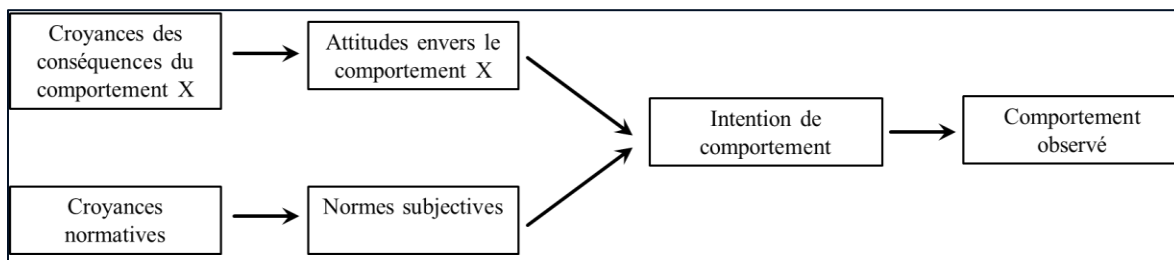 Croyances des
conséquences du
comportement X
Attitudes envers le
comportement X
Intention de
comportement
Comportement
observé
Croyances
normatives
Normes subjectives